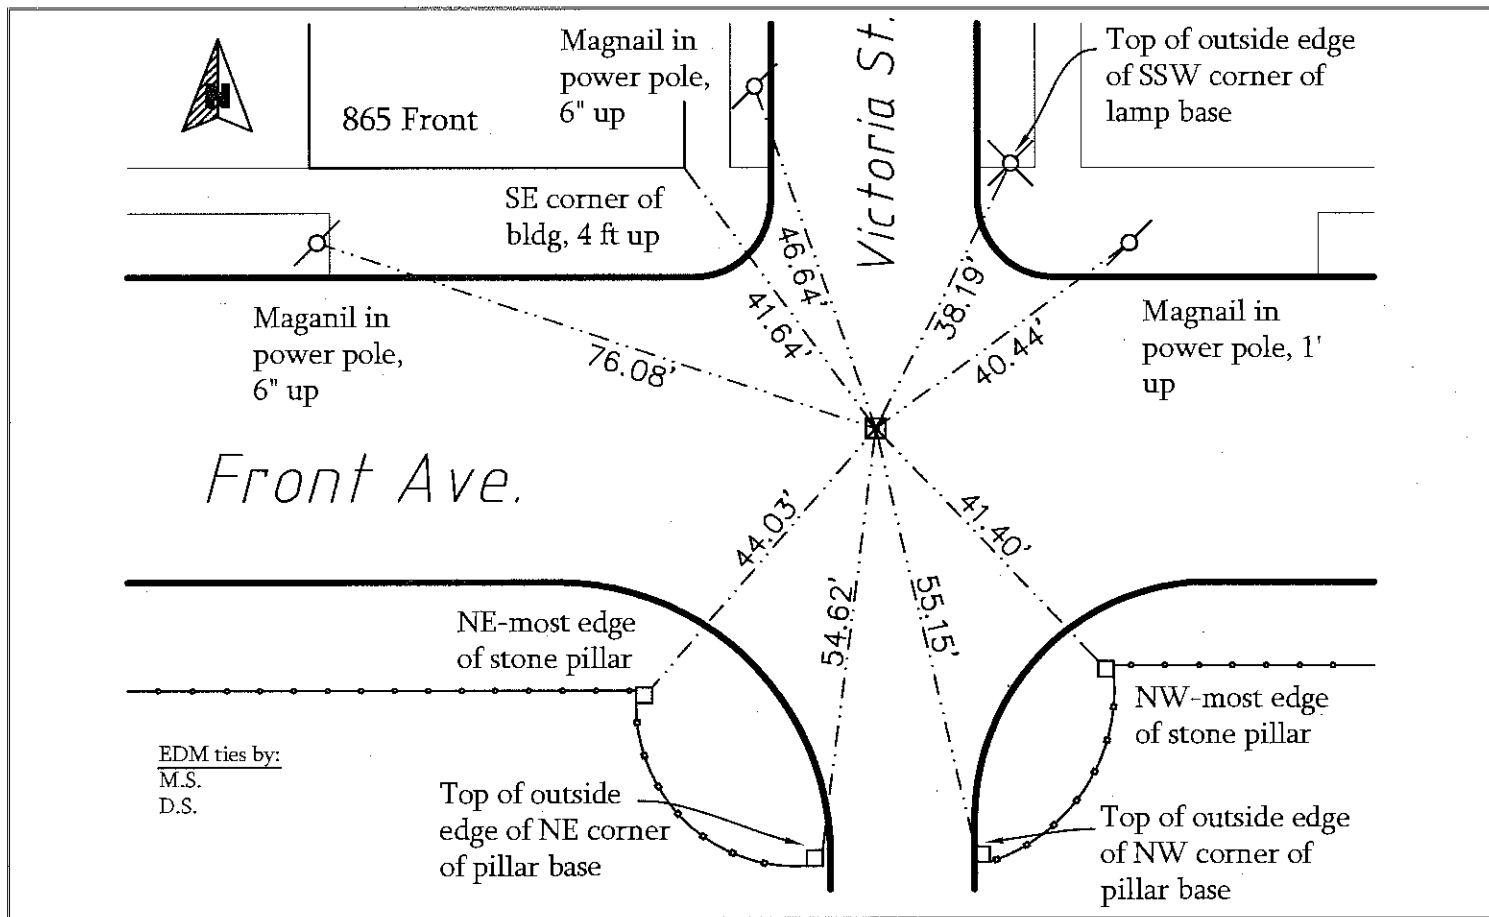 Magnail in
power pole,
6" up
Victoria St.
Top of outside edge
of SSW corner of
lamp base
N
865 Front
SE corner of
bldg, 4 ft up
46.64'
41.64'
38.19'
40.44'
76.08'
Maganil in
power pole,
6" up
Magnail in
power pole, 1'
up
Front Ave.
44.03'
41.40'
54.62'
55.15'
NE-most edge
of stone pillar
NW-most edge
of stone pillar
EDM ties by:
M.S.
D.S.
Top of outside
edge of NE corner
of pillar base
Top of outside edge
of NW corner of
pillar base